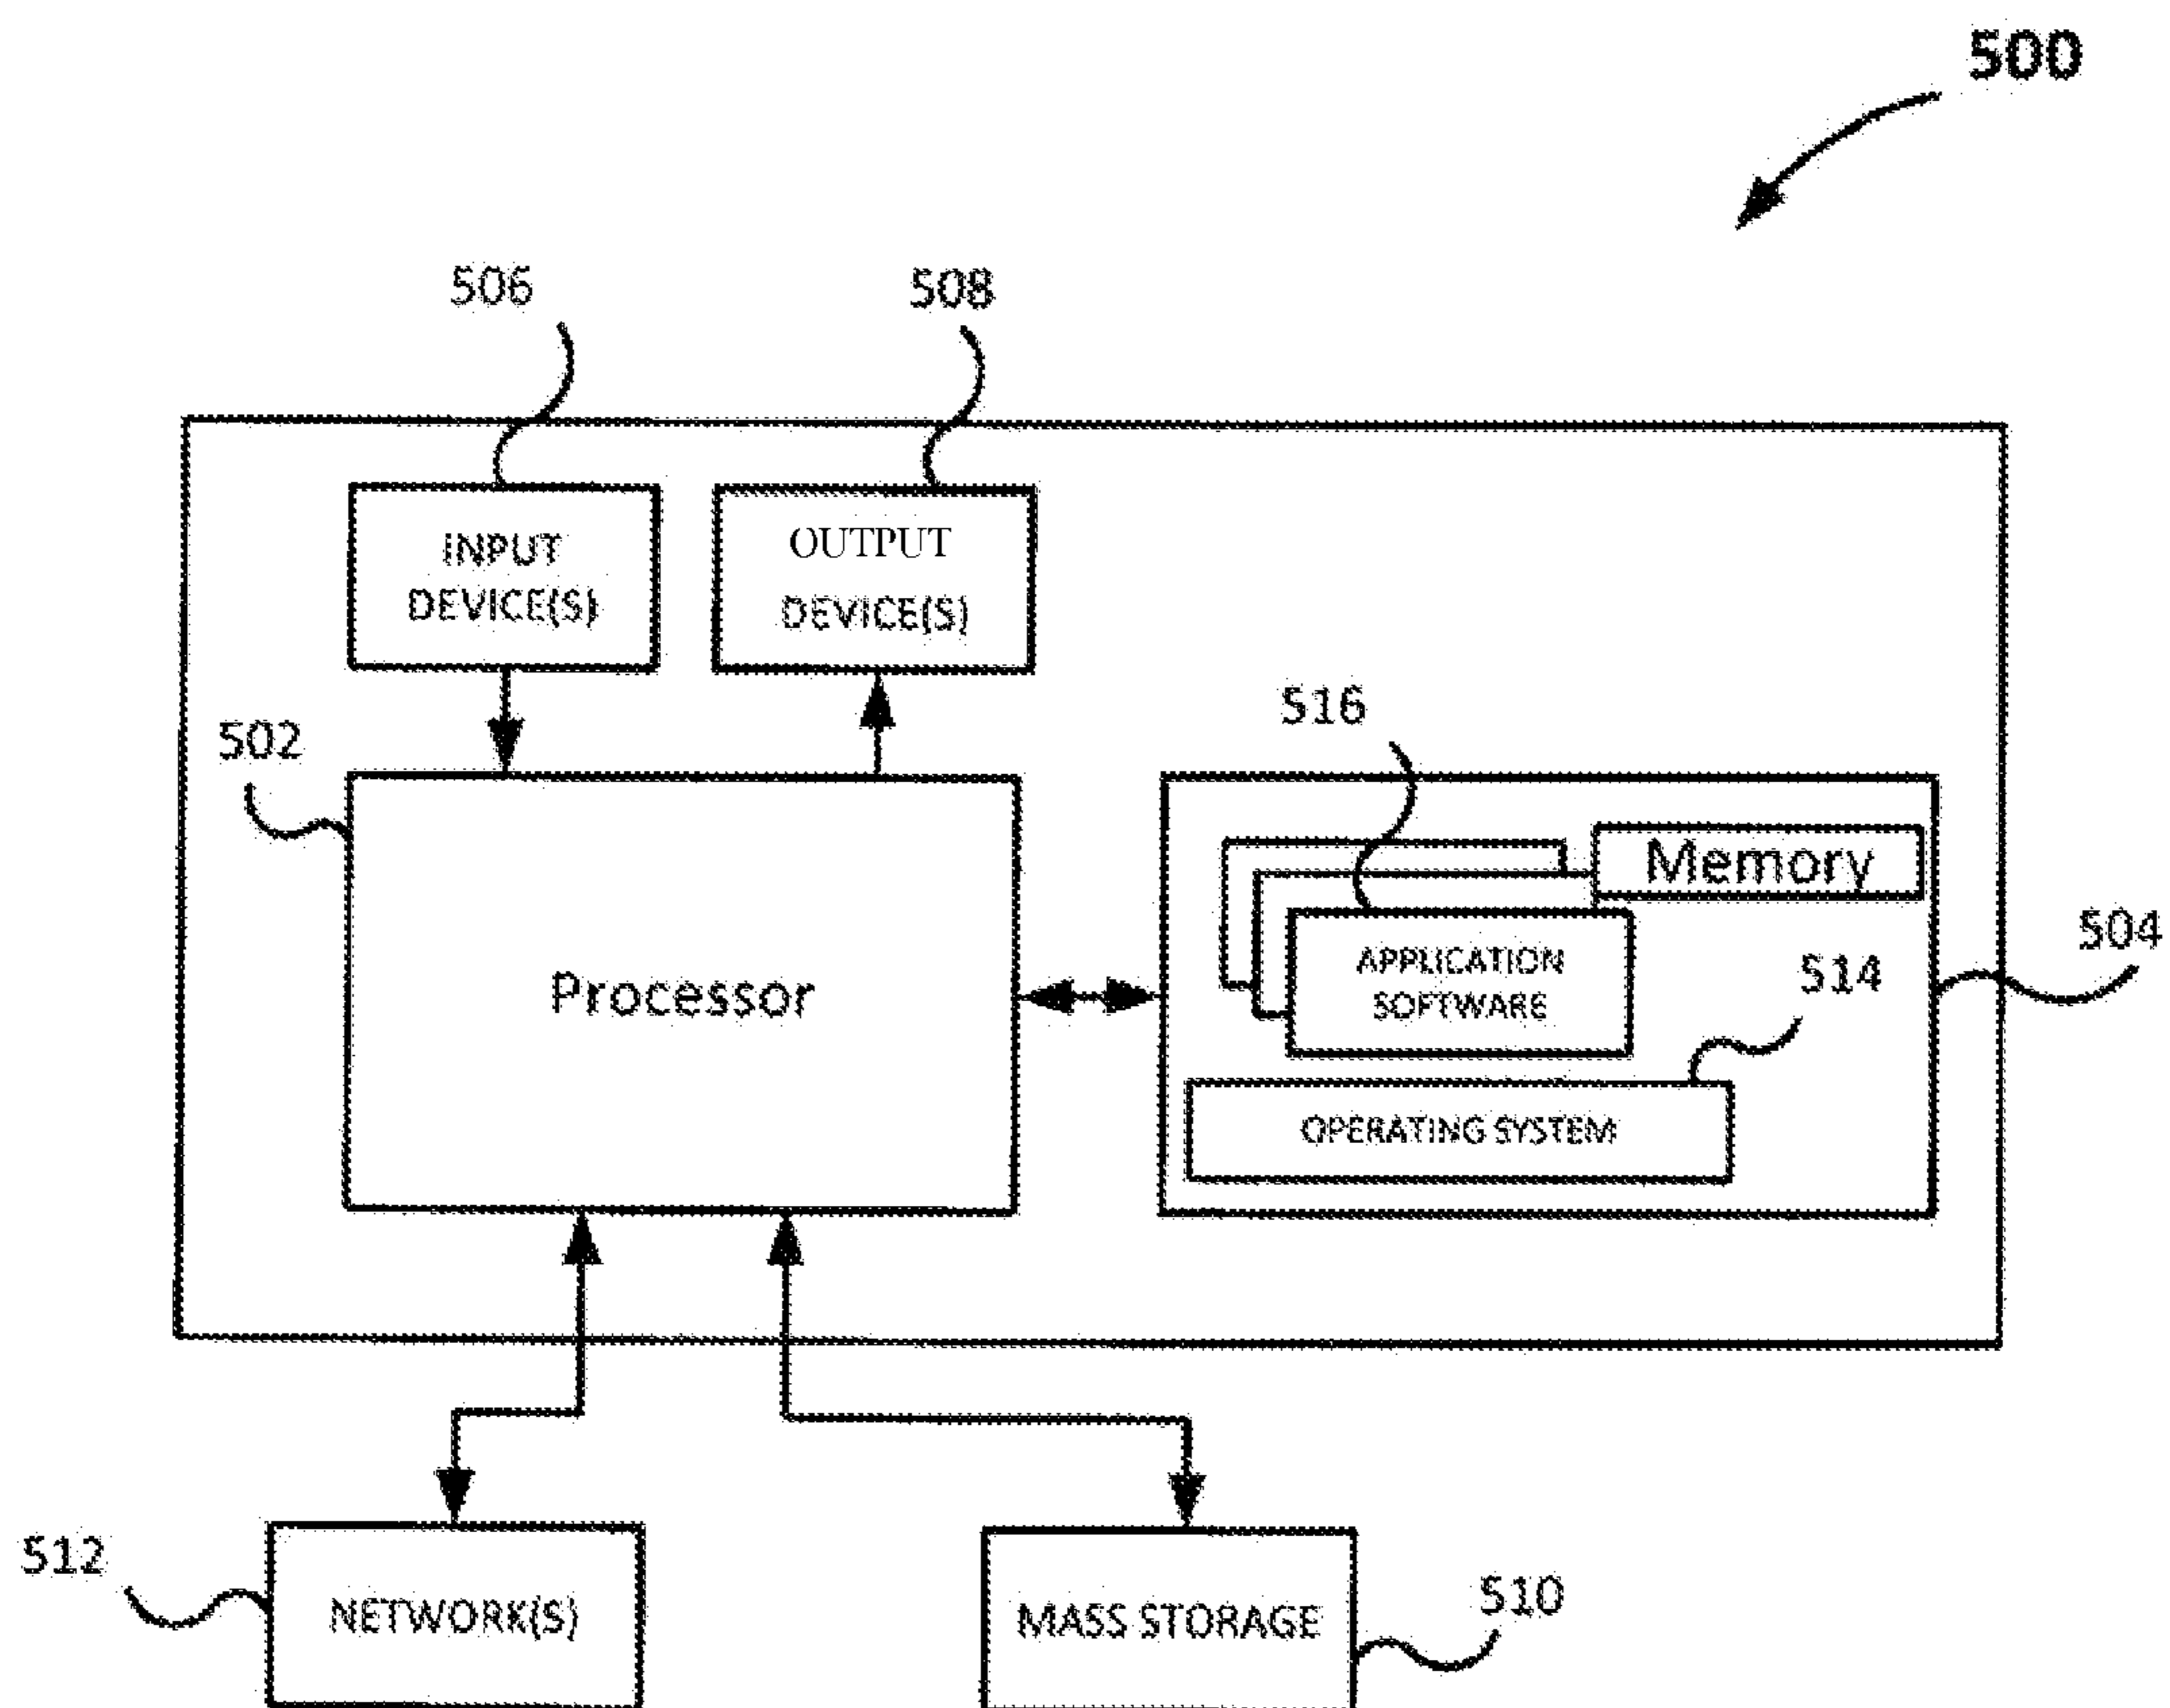 500
506
508
INPUT
DEVICE(S)
OUTPUT
DEVICE(S)
502
516
Memory
Processor
APPLICATION
SOFTWARE
504
514
OPERATING SYSTEM
512
NETWORK(S)
MASS STORAGE
510